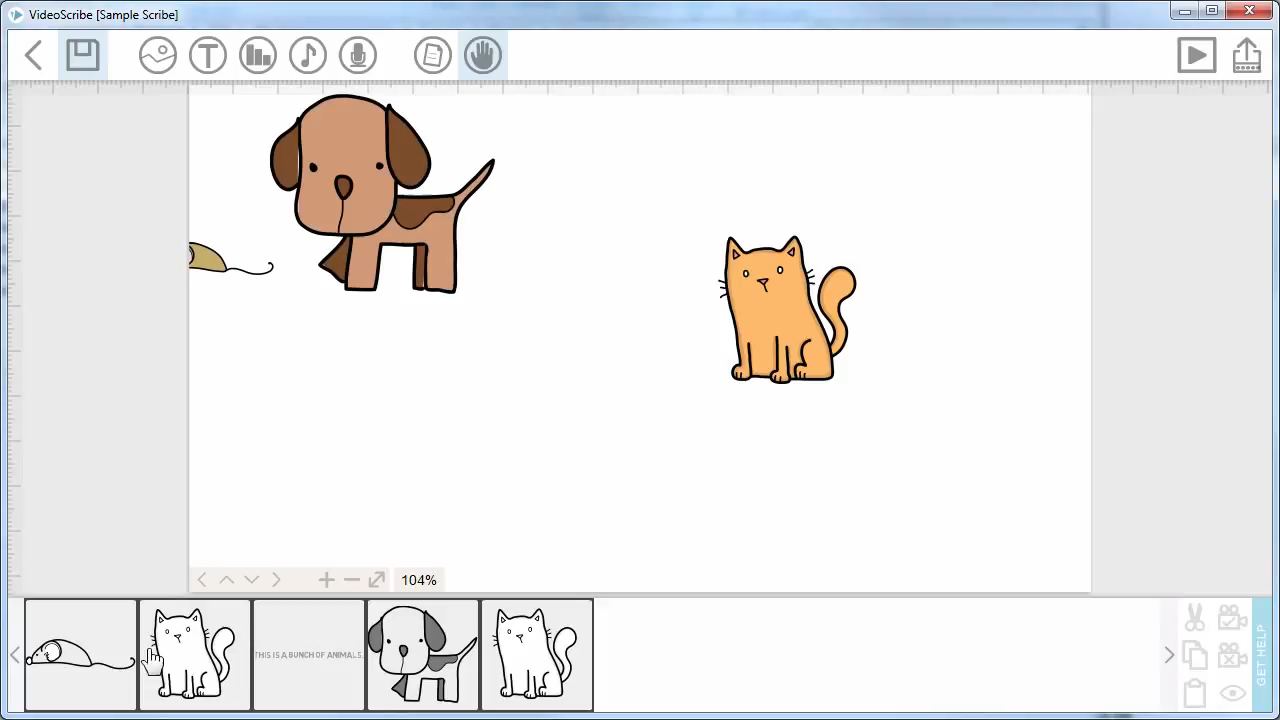 VideoScribe [Sample Scribe]
T
104%
THIS IS A BUNCH OF ANIMALS.
GET HELP